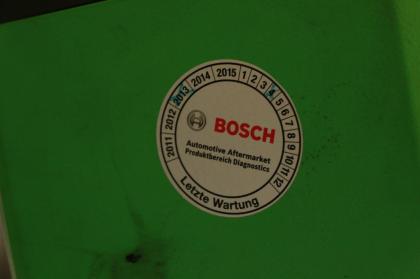 2011 2012 2013 2014 2015 1 2 3 4 5 6 7 8 9 10 11 12
BOSCH
Automotive Aftermarket
Produktbereich Diagnostics
Letzte Wartung